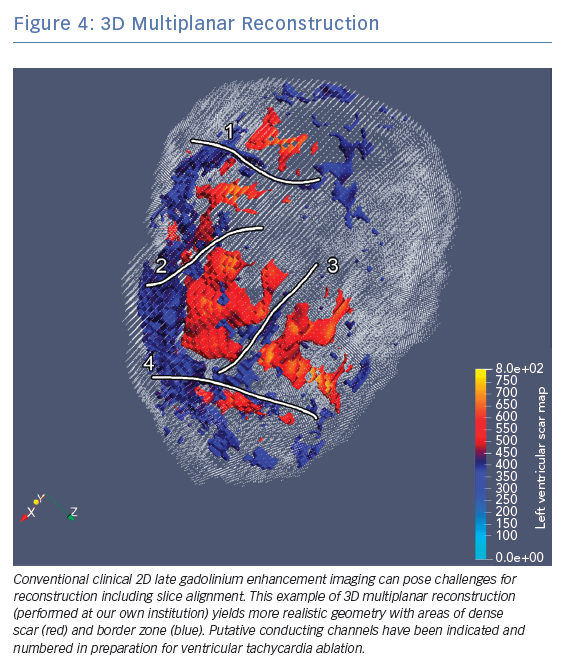 Figure 4: 3D Multiplanar Reconstruction
1
2
3
4
8.0e+02
750
700
650
600
550
500
450
400
350
300
250
200
150
100
0.0e+00
Left ventricular scar map
Y
X
Z
Conventional clinical 2D late gadolinium enhancement imaging can pose challenges for
reconstruction including slice alignment. This example of 3D multiplanar reconstruction
(performed at our own institution) yields more realistic geometry with areas of dense
scar (red) and border zone (blue). Putative conducting channels have been indicated and
numbered in preparation for ventricular tachycardia ablation.